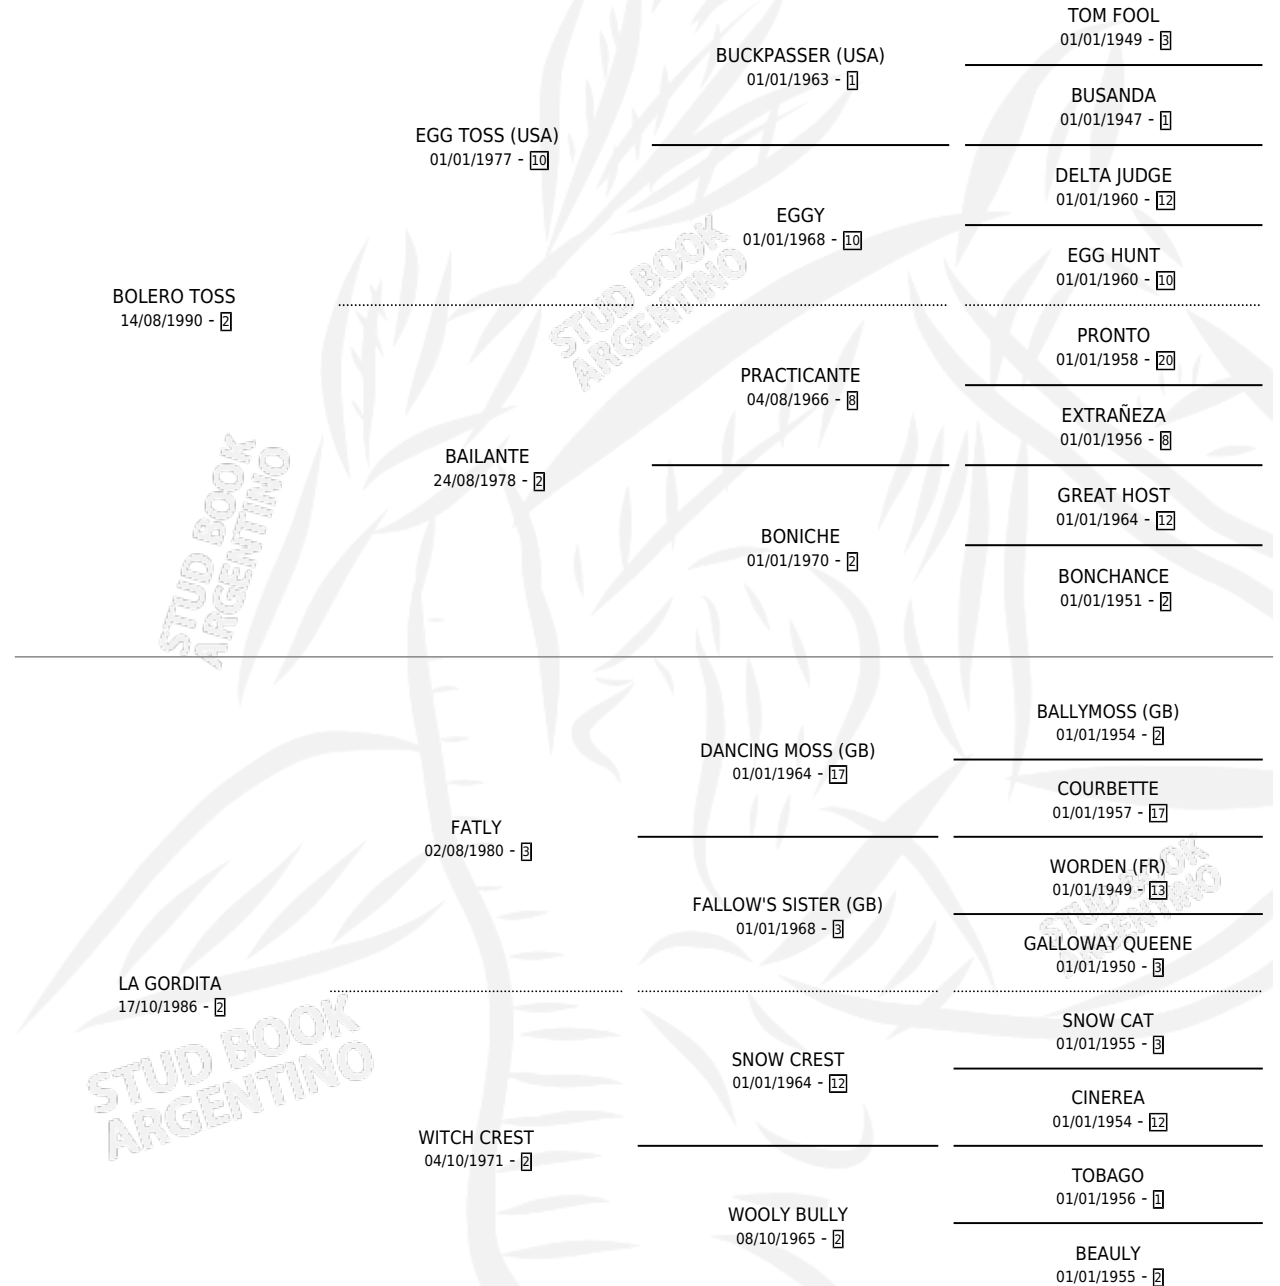 TOM FOOL
01/01/1949 - 3
BUCKPASSER (USA)
01/01/1963 - 1
BUSANDA
01/01/1947 - 1
EGG TOSS (USA)
01/01/1977 - 10
DELTA JUDGE
01/01/1960 - 12
EGGY
01/01/1968 - 10
EGG HUNT
01/01/1960 - 10
BOLERO TOSS
14/08/1990 - 2
STUD BOOK
ARGENTINO
PRONTO
01/01/1958 - 20
PRACTICANTE
04/08/1966 - 8
EXTRAÑEZA
01/01/1956 - 8
BAILANTE
24/08/1978 - 2
GREAT HOST
01/01/1964 - 12
BONICHE
01/01/1970 - 2
BONCHANCE
01/01/1951 - 2
STUD BOOK
ARGENTINO
BALLYMOSS (GB)
01/01/1954 - 2
DANCING MOSS (GB)
01/01/1964 - 17
COURBETTE
01/01/1957 - 17
FATLY
02/08/1980 - 3
WORDEN (FR)
01/01/1949 - 13
FALLOW'S SISTER (GB)
01/01/1968 - 3
GALLOWAY QUEENE
01/01/1950 - 3
STUD BOOK
ARGENTINO
LA GORDITA
17/10/1986 - 2
SNOW CAT
01/01/1955 - 3
SNOW CREST
01/01/1964 - 12
CINEREA
01/01/1954 - 12
STUD BOOK
ARGENTINO
WITCH CREST
04/10/1971 - 2
TOBAGO
01/01/1956 - 1
WOOLY BULLY
08/10/1965 - 2
BEAULY
01/01/1955 - 2